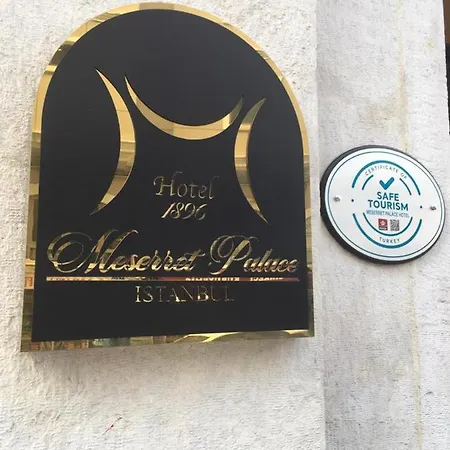 Hotel
1896
Meserret Palace
ISTANBUL
CERTIFICATE OF
SAFE
TOURISM
MESERRET PALACE HOTEL
TURKEY